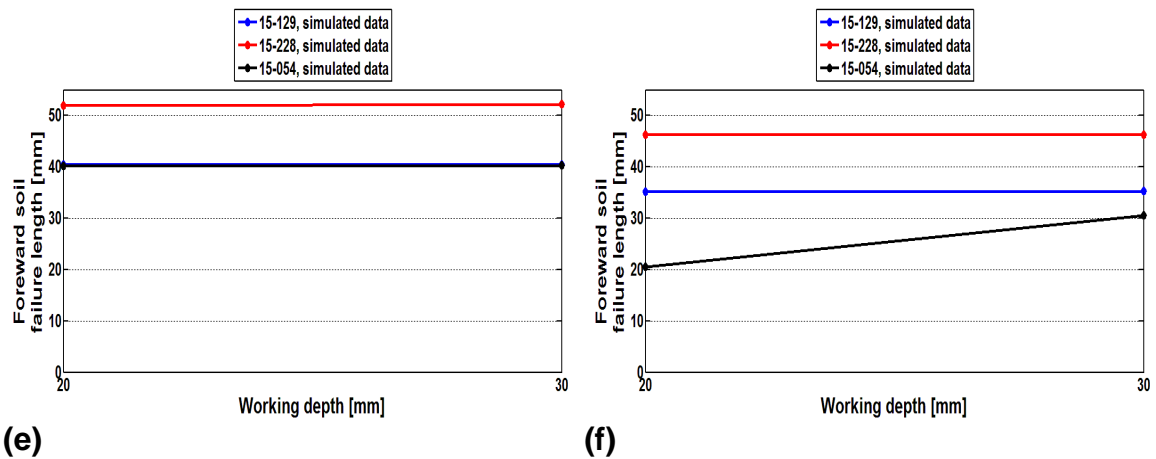 15-129, simulated data
15-228, simulated data
15-054, simulated data
Foreward soil
failure length [mm]
50
40
30
20
10
0
20
30
Working depth [mm]
(e)
15-129, simulated data
15-228, simulated data
15-054, simulated data
Foreward soil
failure length [mm]
50
40
30
20
10
0
20
30
Working depth [mm]
(f)